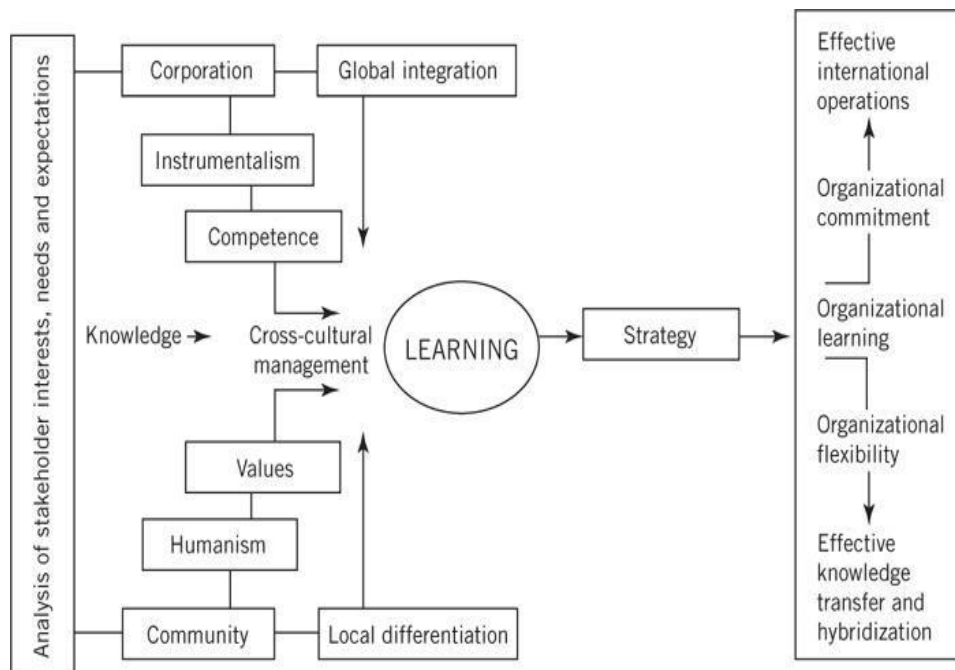 Analysis of stakeholder interests, needs and expectations
Corporation
Global integration
Instrumentalism
Competence
Knowledge
Cross-cultural
management
LEARNING
Strategy
Values
Humanism
Community
Local differentiation
Effective
international
operations
Organizational
commitment
Organizational
learning
Organizational
flexibility
Effective
knowledge
transfer and
hybridization